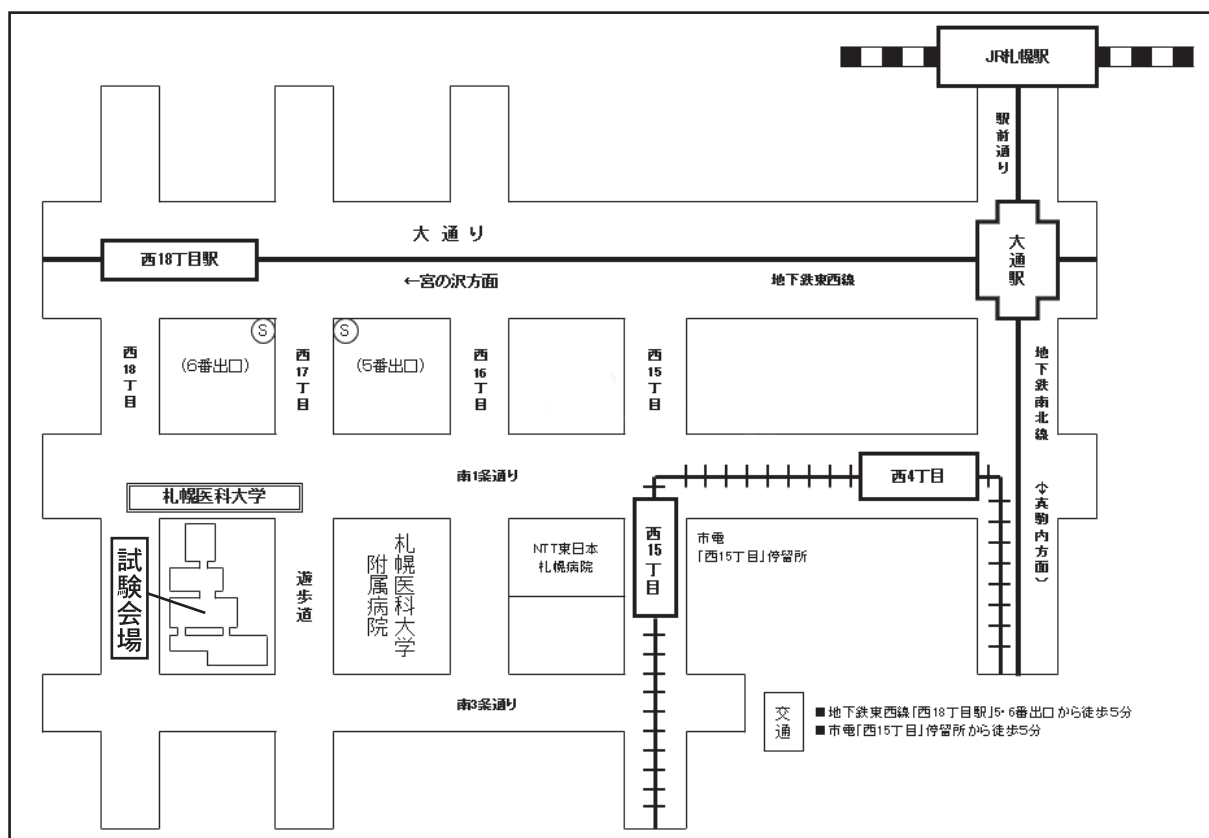 JR札幌駅
駅前通り
大通り
西18丁目駅
大通駅
←宮の沢方面
地下鉄東西線
S
S
西18丁目
(6番出口)
西17丁目
(5番出口)
西16丁目
西15丁目
地下鉄南北線
(真駒内方面→)
南1条通り
西4丁目
札幌医科大学
試験会場
遊歩道
札幌医科大学
附属病院
NTT東日本
札幌病院
西15丁目
市電
「西15丁目」停留所
南3条通り
交通
■地下鉄東西線「西18丁目駅」5・6番出口から徒歩5分
■市電「西15丁目」停留所から徒歩5分